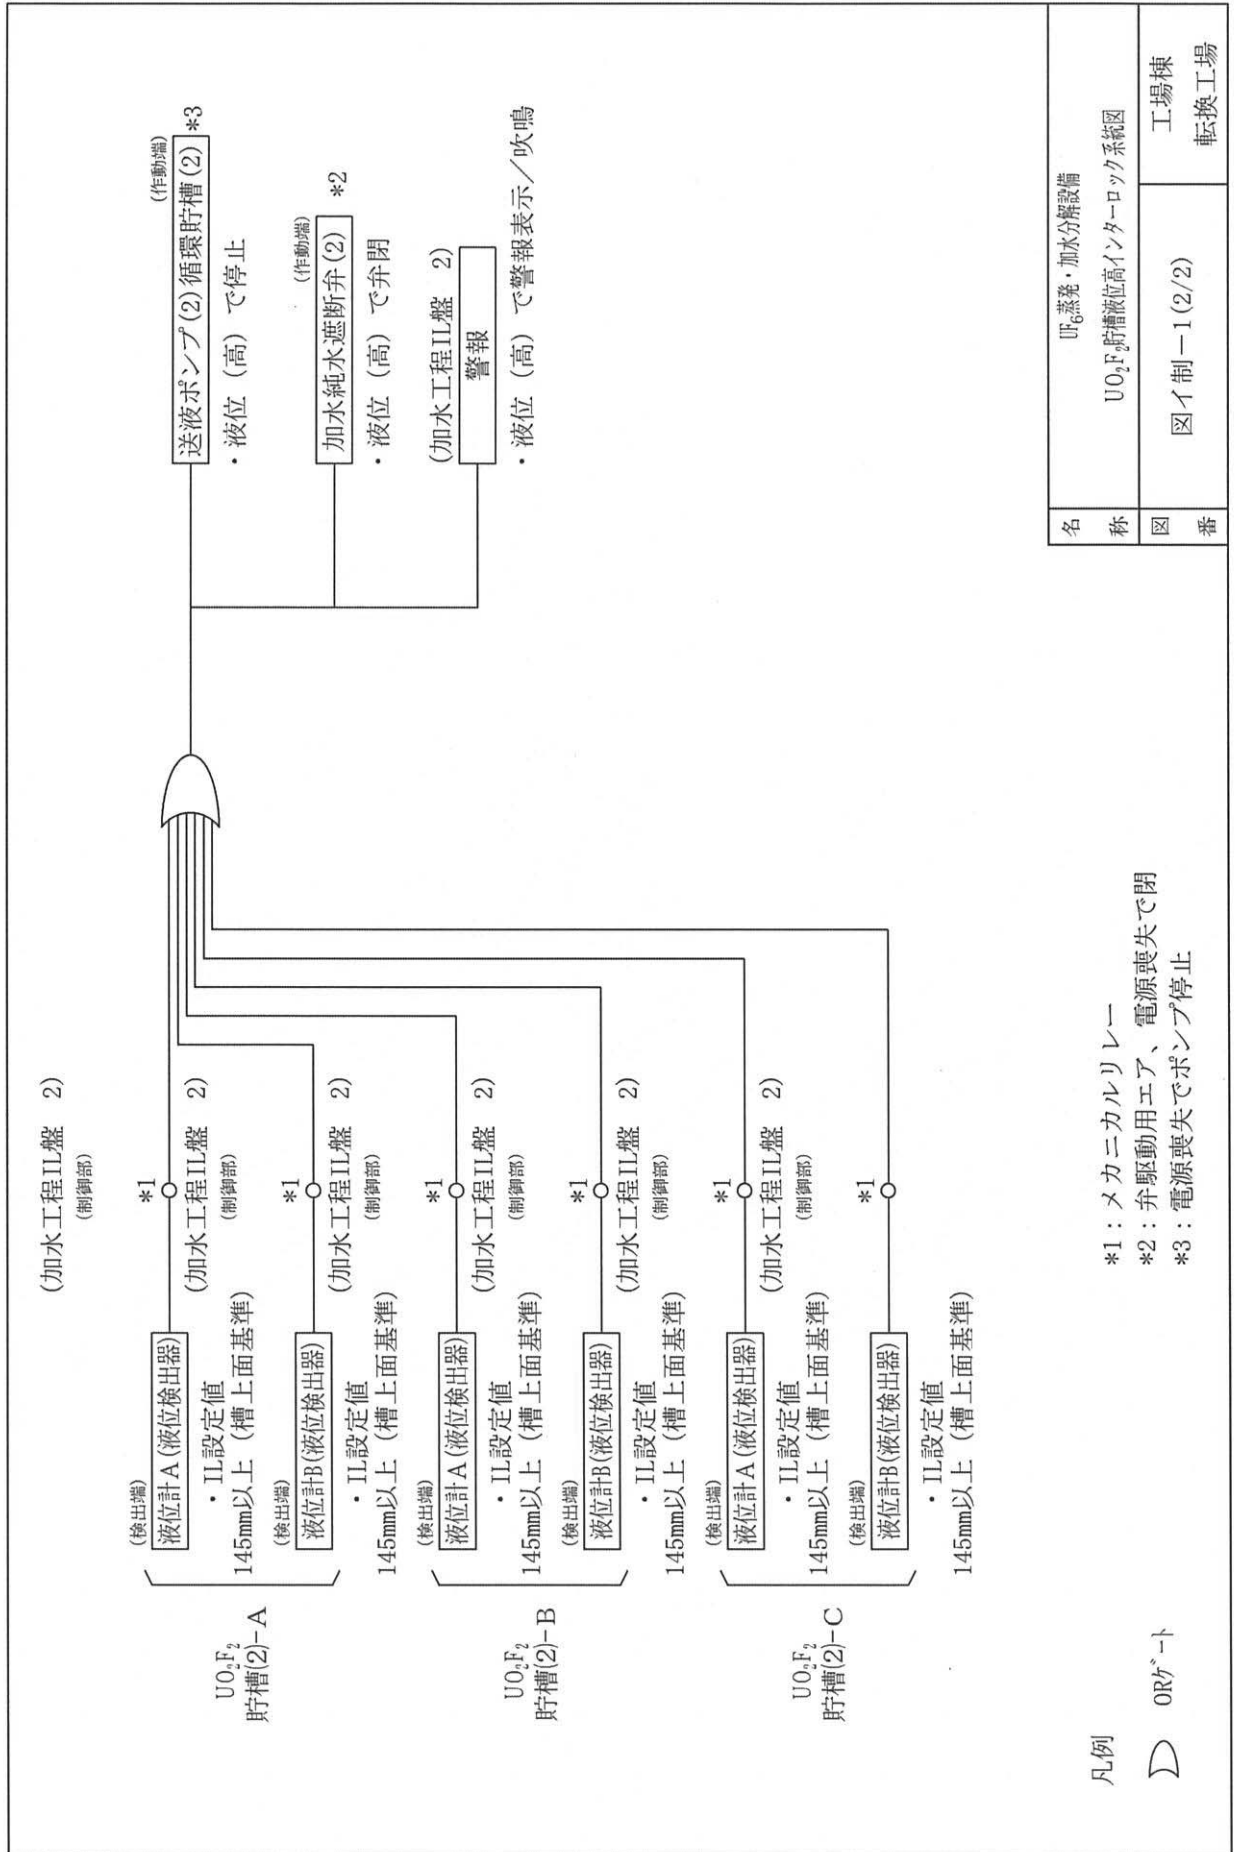 (加水工程IL盤 2)
(制御部)
UO₂F₂
貯槽(2)-A
(検出端)
液位計A(液位検出器)
・IL設定値
145mm以上(槽上面基準)
*1
(加水工程IL盤 2)
(制御部)
(検出端)
液位計B(液位検出器)
・IL設定値
145mm以上(槽上面基準)
*1
(加水工程IL盤 2)
(制御部)
UO₂F₂
貯槽(2)-B
(検出端)
液位計A(液位検出器)
・IL設定値
145mm以上(槽上面基準)
*1
(加水工程IL盤 2)
(制御部)
(検出端)
液位計B(液位検出器)
・IL設定値
145mm以上(槽上面基準)
*1
(加水工程IL盤 2)
(制御部)
UO₂F₂
貯槽(2)-C
(検出端)
液位計A(液位検出器)
・IL設定値
145mm以上(槽上面基準)
*1
(加水工程IL盤 2)
(制御部)
(検出端)
液位計B(液位検出器)
・IL設定値
145mm以上(槽上面基準)
*1
(作動端)
送液ポンプ(2)循環貯槽(2) *3
・液位(高)で停止
(作動端)
加水純水遮断弁(2) *2
・液位(高)で弁閉
(加水工程IL盤 2)
警報
・液位(高)で警報表示/吹鳴
凡例
ORゲート
*1:メカニカルリレー
*2:弁駆動用エア、電源喪失で閉
*3:電源喪失でポンプ停止
名称
UF₆蒸発・加水分解設備
UO₂F₂貯槽液位高インターロック系統図
図番
図イ制-1(2/2)
工場棟
転換工場